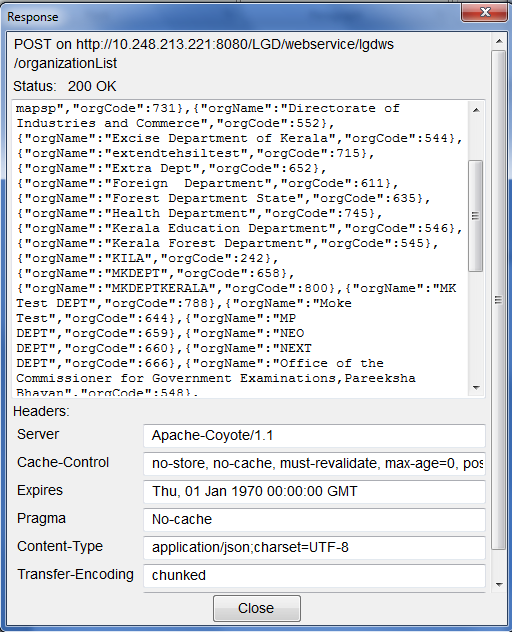 Response
POST on http://10.248.213.221:8080/LGD/webservice/lgdws
/organizationList
Status: 200 OK
mapsp","orgCode":731},{"orgName":"Directorate of
Industries and Commerce","orgCode":552},
{"orgName":"Excise Department of Kerala","orgCode":544},
{"orgName":"extendtehsiltest","orgCode":715},
{"orgName":"Extra Dept","orgCode":652},
{"orgName":"Foreign  Department","orgCode":611},
{"orgName":"Forest Department State","orgCode":635},
{"orgName":"Health Department","orgCode":745},
{"orgName":"Kerala Education Department","orgCode":546},
{"orgName":"Kerala Forest Department","orgCode":545},
{"orgName":"KILA","orgCode":242},
{"orgName":"MKDEPT","orgCode":658},
{"orgName":"MKDEPTKERALA","orgCode":800},{"orgName":"MK
Test DEPT","orgCode":788},{"orgName":"Moke
Test","orgCode":644},{"orgName":"MP
DEPT","orgCode":659},{"orgName":"NEO
DEPT","orgCode":660},{"orgName":"NEXT
DEPT","orgCode":666},{"orgName":"Office of the
Commissioner for Government Examinations,Pareeksha
Bhavan","orgCode":548},
Headers:
Server Apache-Coyote/1.1
Cache-Control no-store, no-cache, must-revalidate, max-age=0, pos
Expires Thu, 01 Jan 1970 00:00:00 GMT
Pragma No-cache
Content-Type application/json;charset=UTF-8
Transfer-Encoding chunked
Close